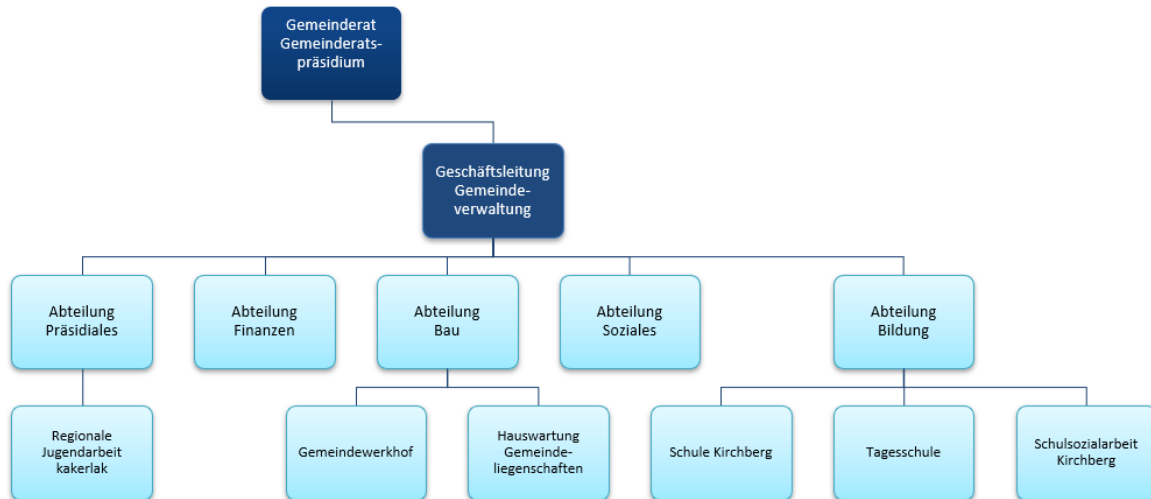 Gemeinderat
Gemeinderats-
präsidium
Geschäftsleitung
Gemeinde-
verwaltung
Abteilung
Präsidiales
Abteilung
Finanzen
Abteilung
Bau
Abteilung
Soziales
Abteilung
Bildung
Regionale
Jugendarbeit
kakerlak
Gemeindewerkhof
Hauswartung
Gemeinde-
liegenschaften
Schule Kirchberg
Tagesschule
Schulsozialarbeit
Kirchberg